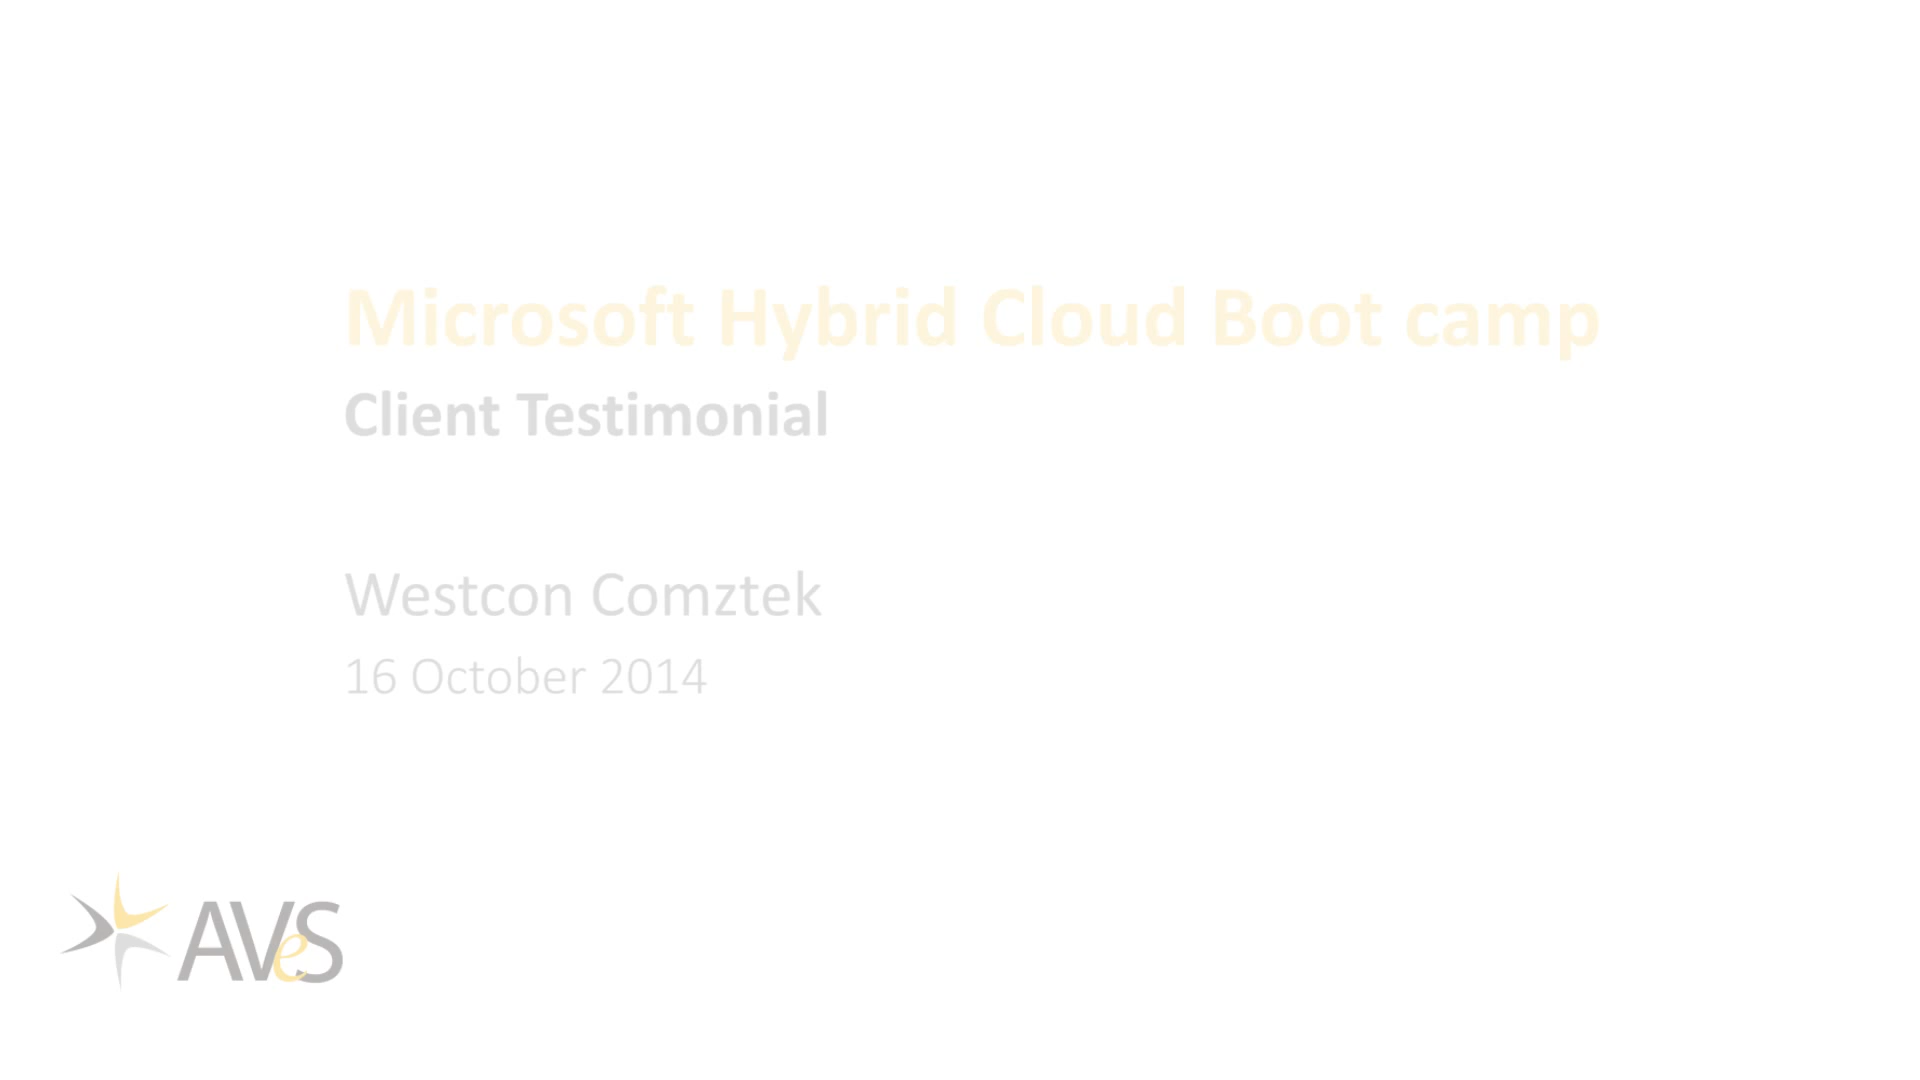 Microsoft Hybrid Cloud Boot camp
Client Testimonial
Westcon Comztek
16 October 2014
AVeS